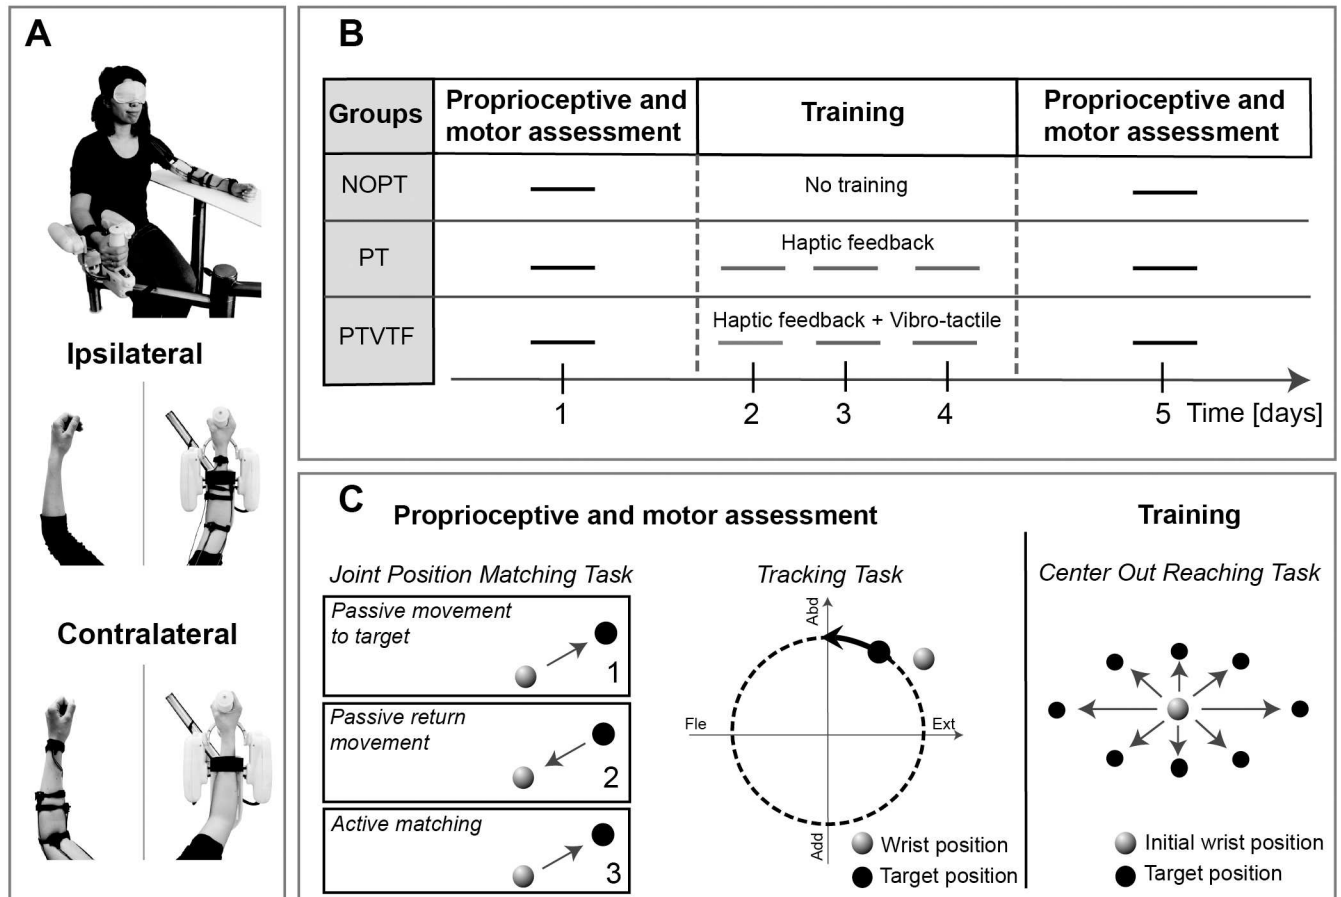 A
Ipsilateral
Contralateral
B
Groups
Proprioceptive and
motor assessment
Training
Proprioceptive and
motor assessment
NOPT
No training
PT
Haptic feedback
PTVTF
Haptic feedback + Vibro-tactile
1
2
3
4
5
Time [days]
C
Proprioceptive and motor assessment
Joint Position Matching Task
Passive movement
to target
1
Passive return
movement
2
Active matching
3
Tracking Task
Abd
Fle
Ext
Add
Wrist position
Target position
Training
Center Out Reaching Task
Initial wrist position
Target position